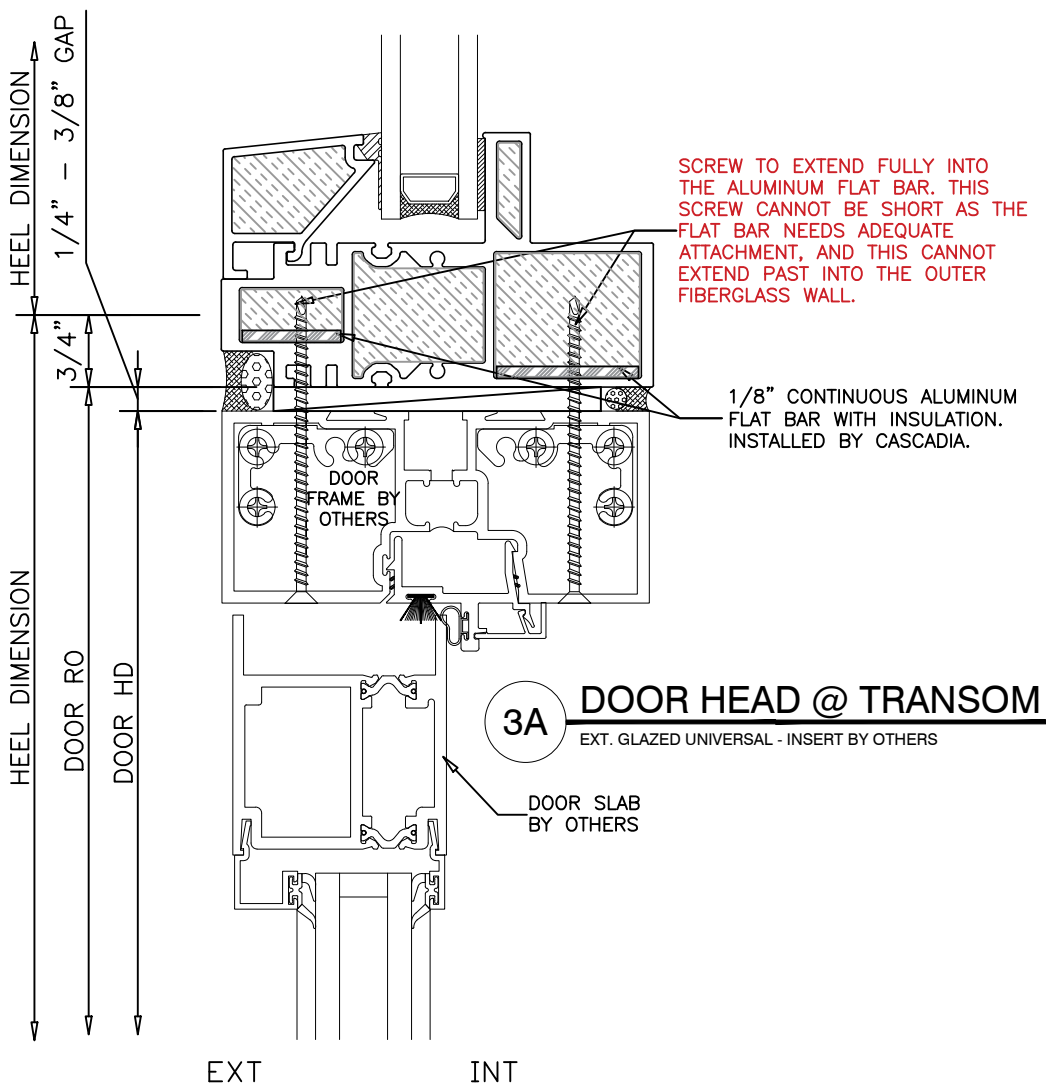 HEEL DIMENSION
1/4” – 3/8” GAP
3/4”
SCREW TO EXTEND FULLY INTO
THE ALUMINUM FLAT BAR. THIS
SCREW CANNOT BE SHORT AS THE
FLAT BAR NEEDS ADEQUATE
ATTACHMENT, AND THIS CANNOT
EXTEND PAST INTO THE OUTER
FIBERGLASS WALL.
1/8” CONTINUOUS ALUMINUM
FLAT BAR WITH INSULATION.
INSTALLED BY CASCADIA.
DOOR
FRAME BY
OTHERS
HEEL DIMENSION
DOOR RO
DOOR HD
3A
DOOR HEAD @ TRANSOM
EXT. GLAZED UNIVERSAL - INSERT BY OTHERS
DOOR SLAB
BY OTHERS
EXT
INT